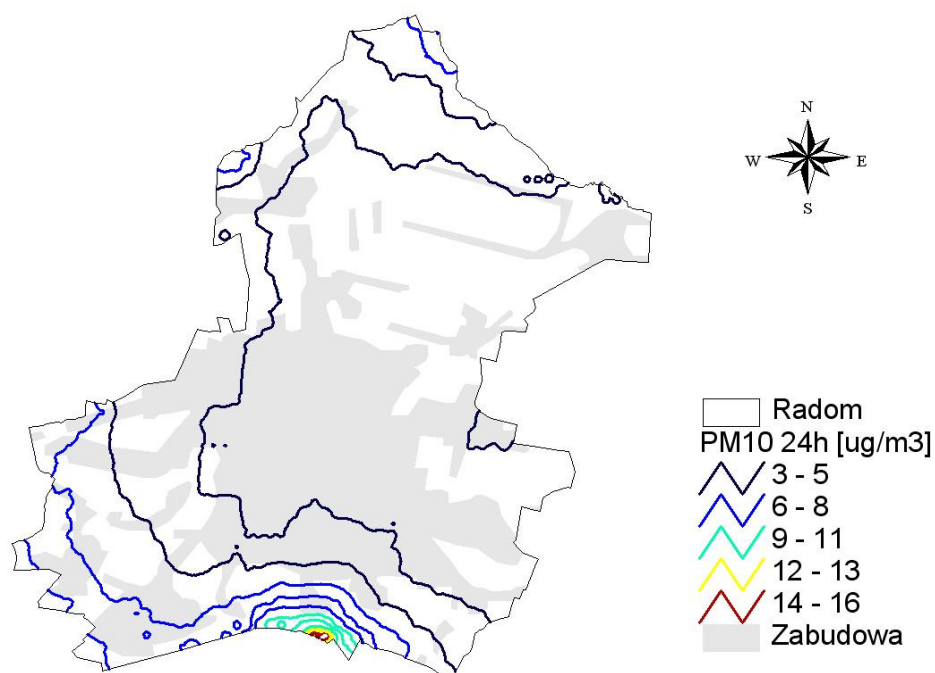 N
W E
S
Radom
PM10 24h [ug/m3]
3 - 5
6 - 8
9 - 11
12 - 13
14 - 16
Zabudowa